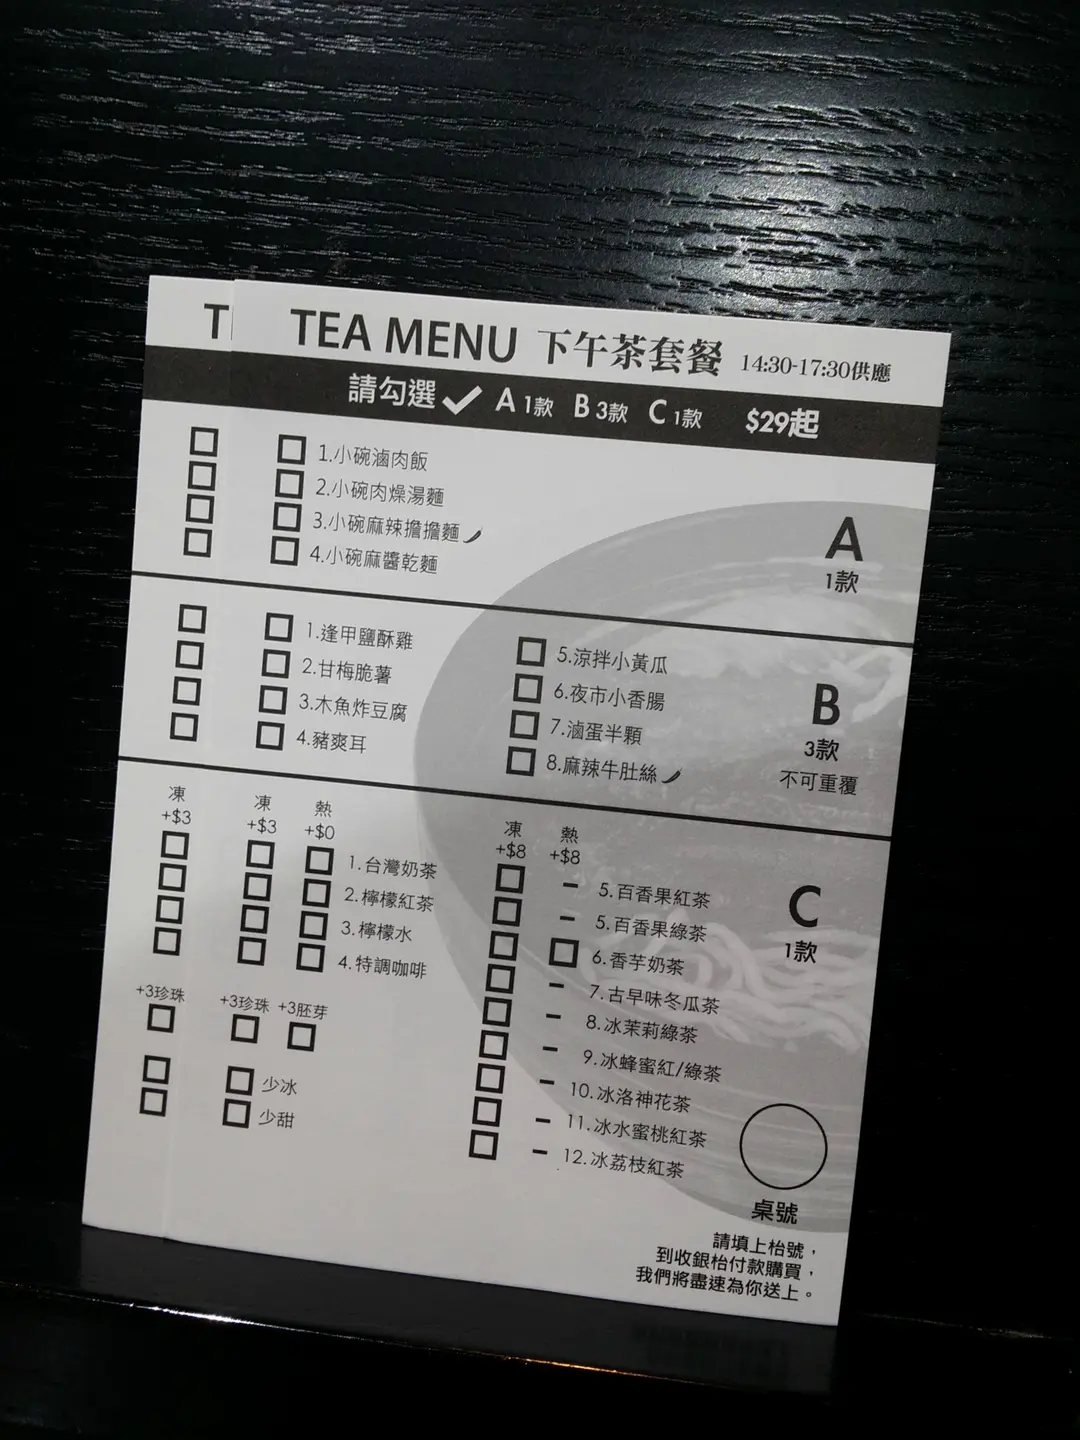 T
TEA MENU 下午茶套餐 14:30-17:30供應
請勾選 A 1款 B 3款 C 1款 $29起
1.小碗滷肉飯
2.小碗肉燥湯麵
3.小碗麻辣擔擔麵
4.小碗麻醬乾麵
A
1款
1.逢甲鹽酥雞
2.甘梅脆薯
3.木魚炸豆腐
4.豬爽耳
5.涼拌小黃瓜
6.夜市小香腸
7.滷蛋半顆
8.麻辣牛肚絲
B
3款
不可重覆
凍
+$3
凍 熱
+$3 +$0
1.台灣奶茶
2.檸檬紅茶
3.檸檬水
4.特調咖啡
+3珍珠
+3珍珠 +3胚芽
少冰
少甜
凍 熱
+$8 +$8
5.百香果紅茶
5.百香果綠茶
6.香芋奶茶
7.古早味冬瓜茶
8.冰茉莉綠茶
9.冰蜂蜜紅/綠茶
10.冰洛神花茶
11.冰水蜜桃紅茶
12.冰荔枝紅茶
C
1款
桌號
請填上枱號，
到收銀枱付款購買，
我們將盡速為你送上。